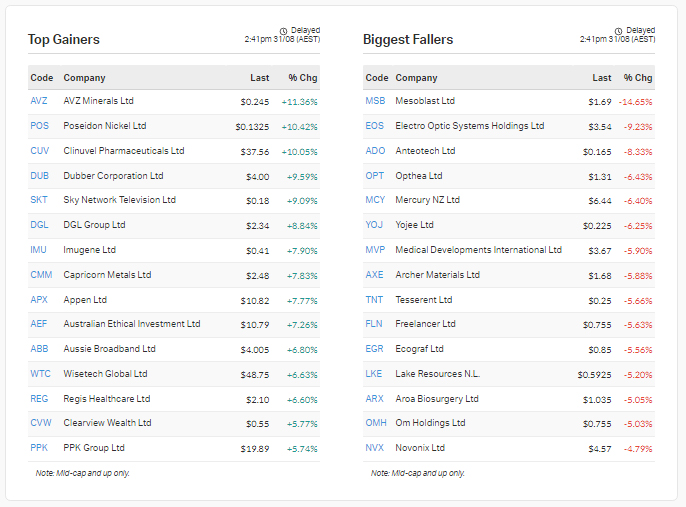 Top Gainers
Delayed
2:41pm 31/08 (AEST)
Code Company Last % Chg
AVZ AVZ Minerals Ltd $0.245 +11.36%
POS Poseidon Nickel Ltd $0.1325 +10.42%
CUV Clinuvel Pharmaceuticals Ltd $37.56 +10.05%
DUB Dubber Corporation Ltd $4.00 +9.59%
SKT Sky Network Television Ltd $0.18 +9.09%
DGL DGL Group Ltd $2.34 +8.84%
IMU Imugene Ltd $0.41 +7.90%
CMM Capricorn Metals Ltd $2.48 +7.83%
APX Appen Ltd $10.82 +7.77%
AEF Australian Ethical Investment Ltd $10.79 +7.26%
ABB Aussie Broadband Ltd $4.005 +6.80%
WTC Wisetech Global Ltd $48.75 +6.63%
REG Regis Healthcare Ltd $2.10 +6.60%
CVW Clearview Wealth Ltd $0.55 +5.77%
PPK PPK Group Ltd $19.89 +5.74%
Note: Mid-cap and up only.
Biggest Fallers
Delayed
2:41pm 31/08 (AEST)
Code Company Last % Chg
MSB Mesoblast Ltd $1.69 -14.65%
EOS Electro Optic Systems Holdings Ltd $3.54 -9.23%
ADO Anteotech Ltd $0.165 -8.33%
OPT Opthea Ltd $1.31 -6.43%
MCY Mercury NZ Ltd $6.44 -6.40%
YOJ Yojee Ltd $0.225 -6.25%
MVP Medical Developments International Ltd $3.67 -5.90%
AXE Archer Materials Ltd $1.68 -5.88%
TNT Tesserent Ltd $0.25 -5.66%
FLN Freelancer Ltd $0.755 -5.63%
EGR Ecograf Ltd $0.85 -5.56%
LKE Lake Resources N.L. $0.5925 -5.20%
ARX Aroa Biosurgery Ltd $1.035 -5.05%
OMH Om Holdings Ltd $0.755 -5.03%
NVX Novonix Ltd $4.57 -4.79%
Note: Mid-cap and up only.